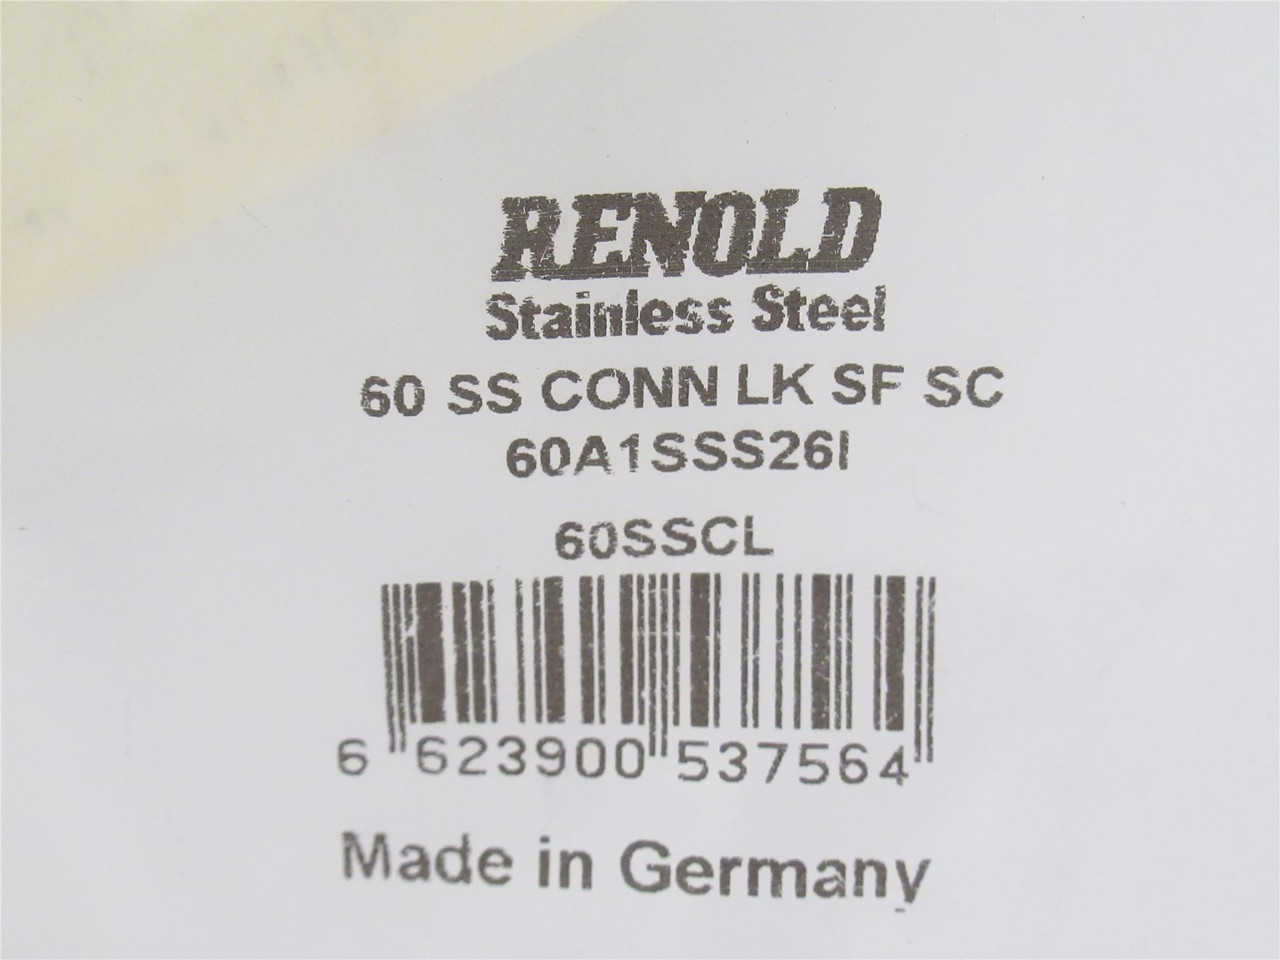 RENOLD
Stainless Steel
60 SS CONN LK SF SC
60A1SSS26I
60SSCL
6 623900 537564
Made in Germany